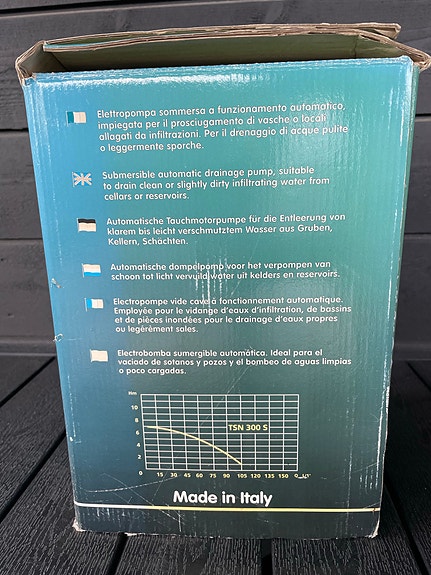 Elettropompa sommersa a funzionamento automatico,
impiegata per il prosciugamento di vasche o locali
allagati da infiltrazioni. Per il drenaggio di acque pulite
o leggermente sporche.
Submersible automatic drainage pump, suitable
to drain clean or slightly dirty infiltrating water from
cellars or reservoirs.
Automatische Tauchmotorpumpe für die Entleerung von
klarem bis leicht verschmutztem Wasser aus Gruben,
Kellern, Schächten.
Automatische dompelpomp voor het verpompen van
schoon tot licht vervuild water uit kelders en reservoirs.
Electropompe vide cave à fonctionnement automatique.
Employée pour le vidange d'eaux d'infiltration, de bassins
et de pièces inondées pour le drainage d'eaux propres
ou legérèment sales.
Electrobomba sumergible automática. Ideal para el
vaciado de sotanos y pozos y el bombeo de aguas limpias
o poco cargadas.
Hm
10
8
6
4
2
0
TSN 300 S
15 30 45 60 75 90 105 120 135 150
Made in Italy